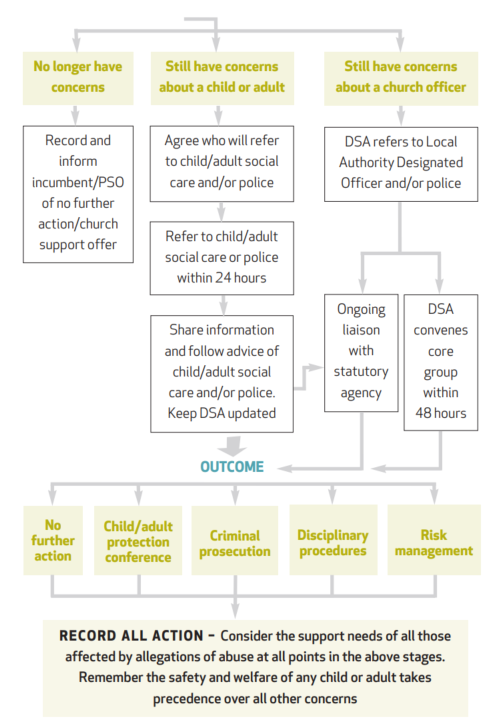 No longer have
concerns
Still have concerns
about a child or adult
Still have concerns
about a church officer
Record and
inform
incumbent/PSO
of no further
action/church
support offer
Agree who will refer
to child/adult social
care and/or police
DSA refers to Local
Authority Designated
Officer and/or police
Refer to child/adult
social care or police
within 24 hours
Share information
and follow advice of
child/adult social
care and/or police.
Keep DSA updated
Ongoing
liaison
with
statutory
agency
DSA
convenes
core
group
within
48 hours
OUTCOME
No
further
action
Child/adult
protection
conference
Criminal
prosecution
Disciplinary
procedures
Risk
management
RECORD ALL ACTION – Consider the support needs of all those
affected by allegations of abuse at all points in the above stages.
Remember the safety and welfare of any child or adult takes
precedence over all other concerns